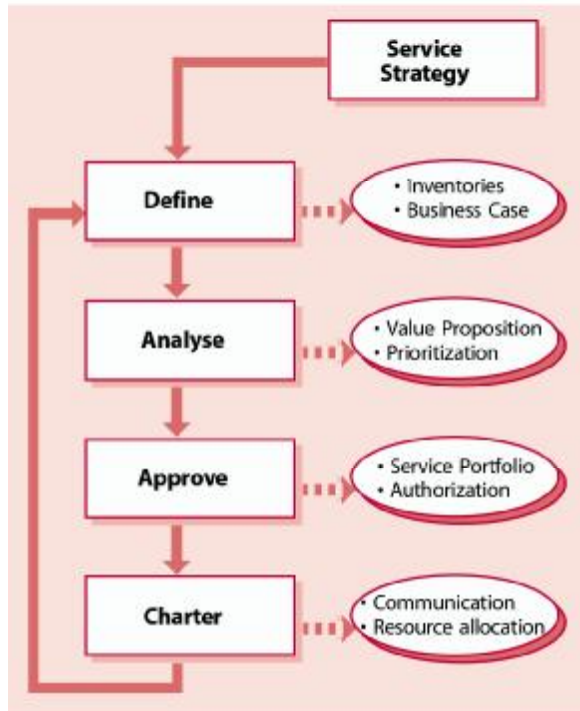 Service
Strategy
Define
• Inventories
• Business Case
Analyse
• Value Proposition
• Prioritization
Approve
• Service Portfolio
• Authorization
Charter
• Communication
• Resource allocation